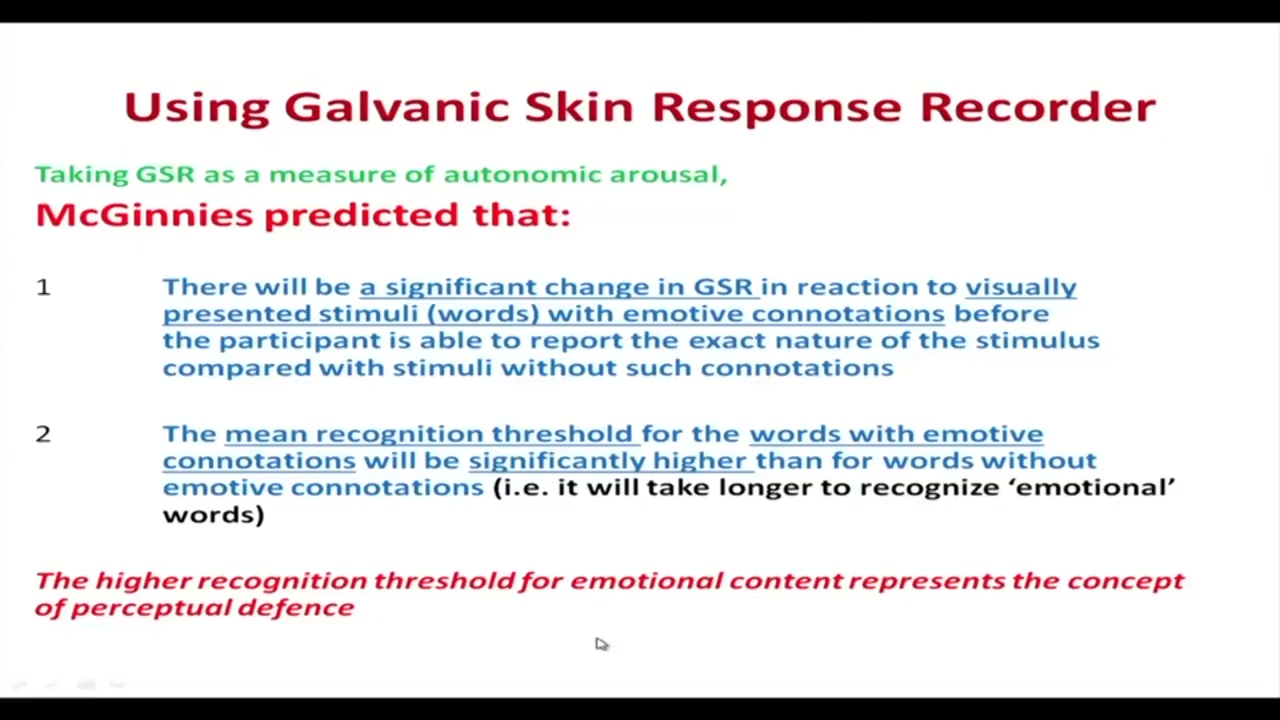 Using Galvanic Skin Response Recorder
Taking GSR as a measure of autonomic arousal,
McGinnies predicted that:
1 There will be a significant change in GSR in reaction to visually
presented stimuli (words) with emotive connotations before
the participant is able to report the exact nature of the stimulus
compared with stimuli without such connotations
2 The mean recognition threshold for the words with emotive
connotations will be significantly higher than for words without
emotive connotations (i.e. it will take longer to recognize ‘emotional’
words)
The higher recognition threshold for emotional content represents the concept
of perceptual defence